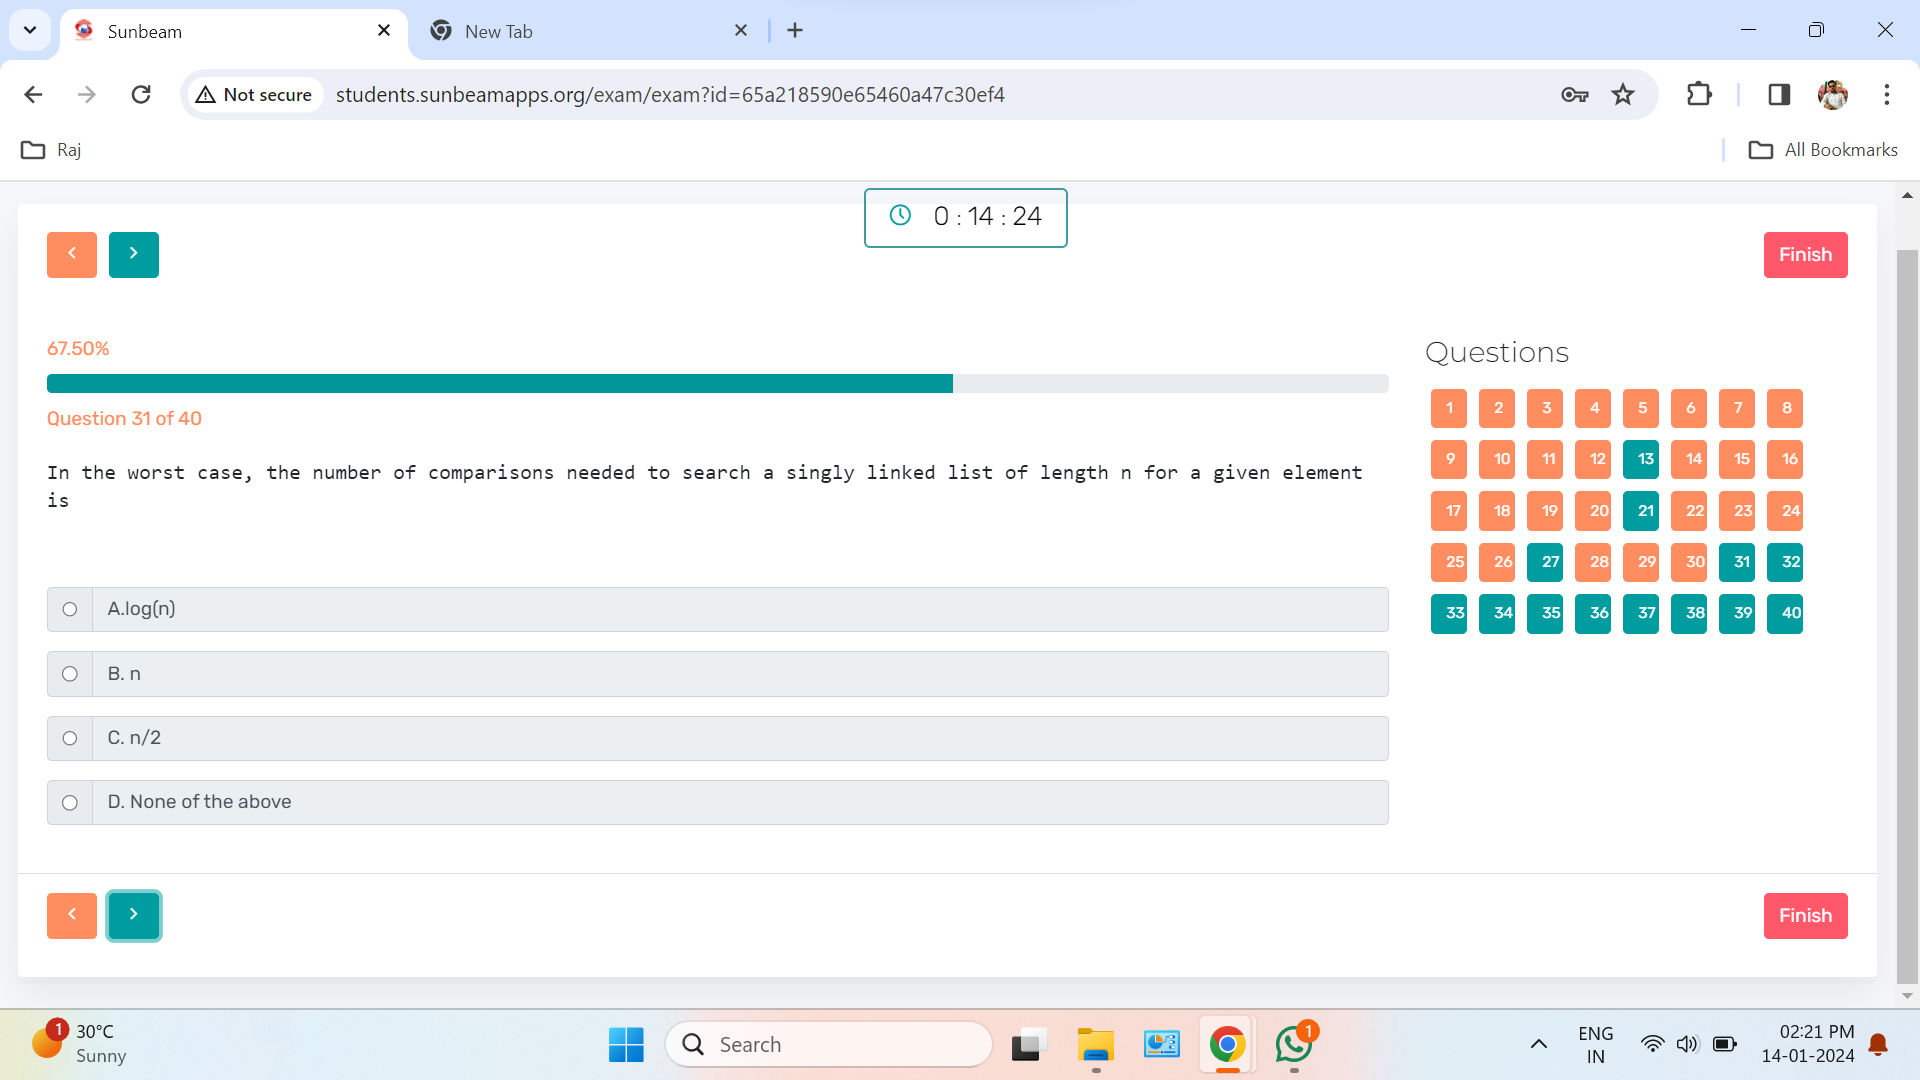 Sunbeam
New Tab
Not secure
students.sunbeamapps.org/exam/exam?id=65a218590e65460a47c30ef4
Raj
All Bookmarks
0 : 14 : 24
Finish
67.50%
Question 31 of 40
In the worst case, the number of comparisons needed to search a singly linked list of length n for a given element
is
A.log(n)
B. n
C. n/2
D. None of the above
Questions
1 2 3 4 5 6 7 8
9 10 11 12 13 14 15 16
17 18 19 20 21 22 23 24
25 26 27 28 29 30 31 32
33 34 35 36 37 38 39 40
Finish
1
30°C
Sunny
Search
1
ENG
IN
02:21 PM
14-01-2024